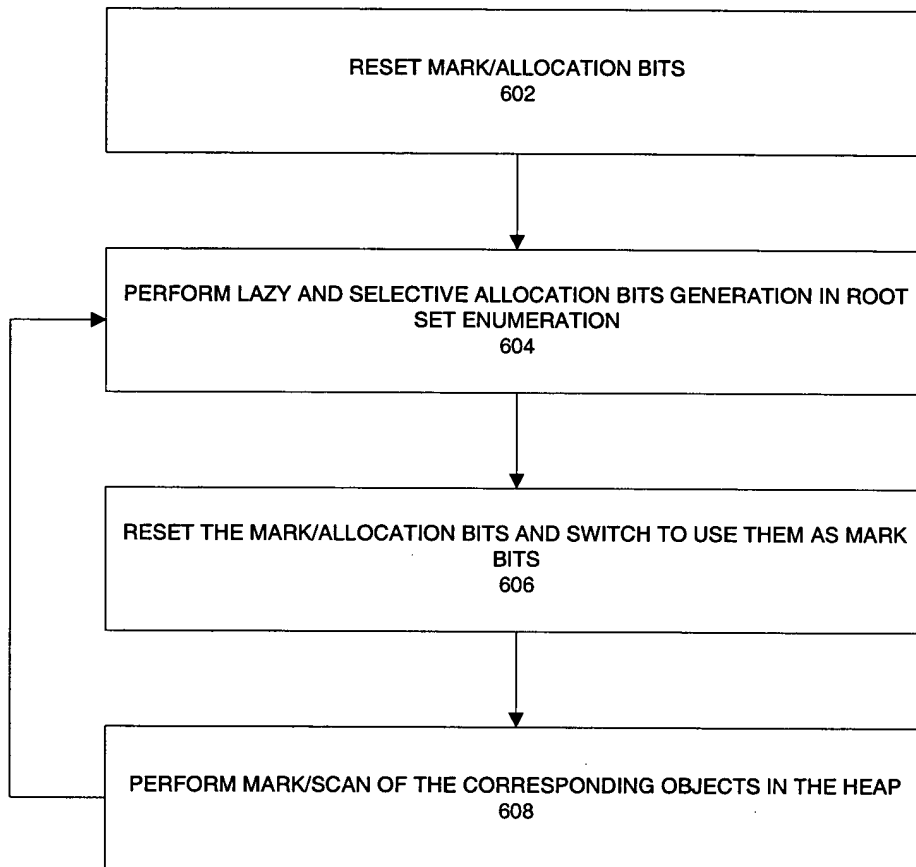 RESET MARK/ALLOCATION BITS
602
PERFORM LAZY AND SELECTIVE ALLOCATION BITS GENERATION IN ROOT
SET ENUMERATION
604
RESET THE MARK/ALLOCATION BITS AND SWITCH TO USE THEM AS MARK
BITS
606
PERFORM MARK/SCAN OF THE CORRESPONDING OBJECTS IN THE HEAP
608